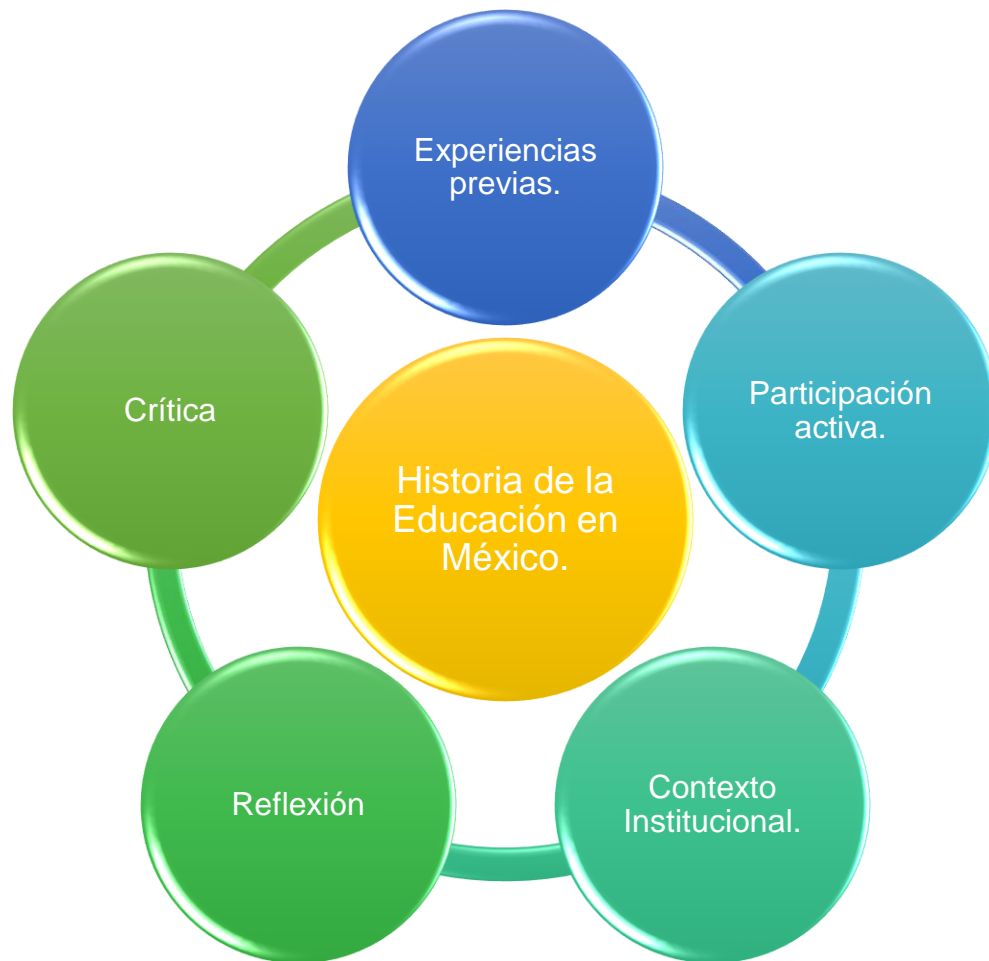 Experiencias
previas.
Participación
activa.
Contexto
Institucional.
Reflexión
Crítica
Historia de la
Educación en
México.